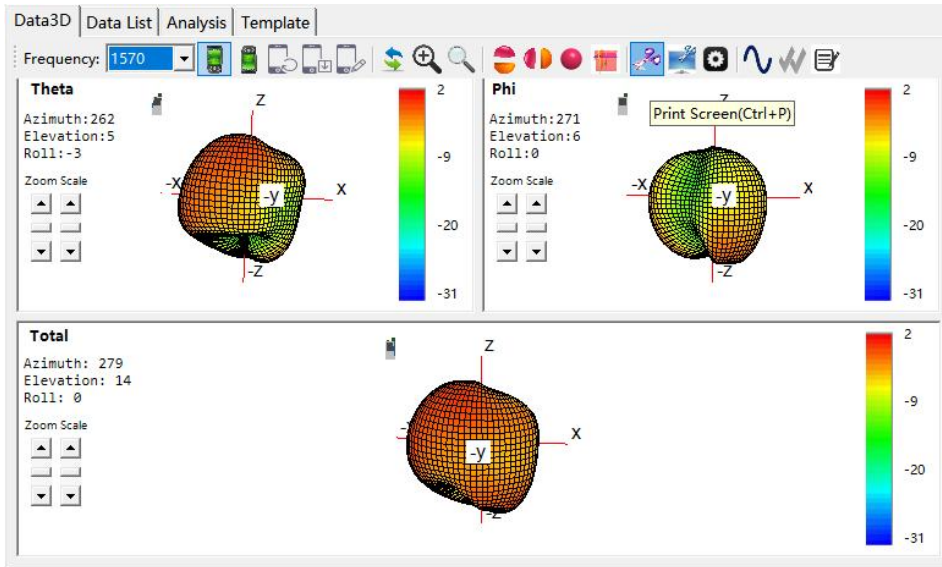 Data3D Data List Analysis Template
Frequency: 1570
Theta
Azimuth:262
Elevation:5
Roll:-3
Zoom Scale
Z
-X
X
-y
-Z
2
-9
-20
-31
Phi
Azimuth:271
Elevation:6
Roll:0
Zoom Scale
Print Screen(Ctrl+P)
-X
X
-y
-Z
2
-9
-20
-31
Total
Azimuth: 279
Elevation: 14
Roll: 0
Zoom Scale
Z
X
-y
-Z
2
-9
-20
-31